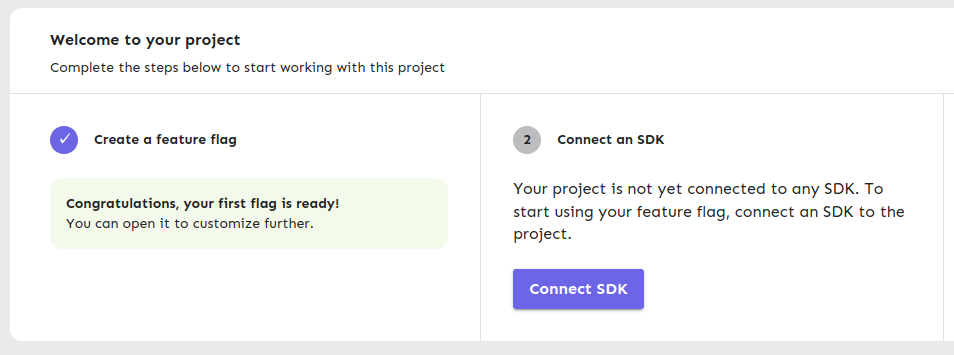 Welcome to your project
Complete the steps below to start working with this project
✓ Create a feature flag
Congratulations, your first flag is ready!
You can open it to customize further.
2 Connect an SDK
Your project is not yet connected to any SDK. To
start using your feature flag, connect an SDK to the
project.
Connect SDK